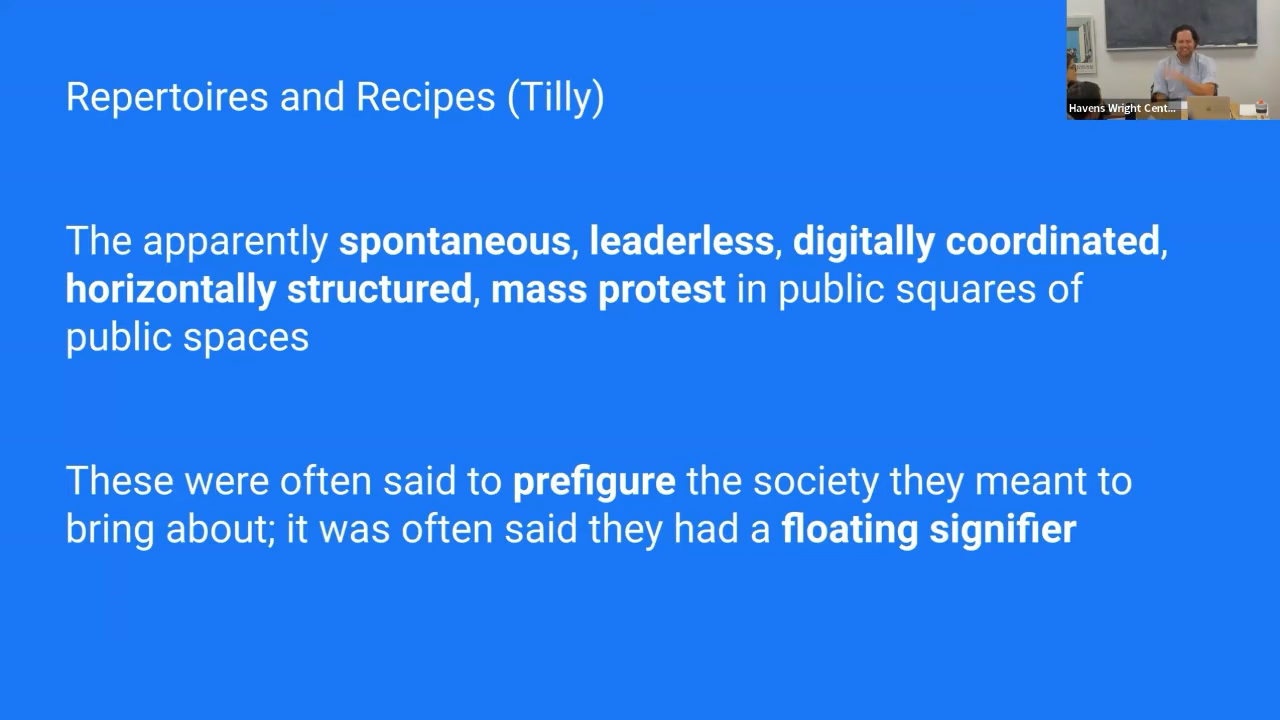 Repertoires and Recipes (Tilly)
Havens Wright Cent...
The apparently spontaneous, leaderless, digitally coordinated,
horizontally structured, mass protest in public squares of
public spaces
These were often said to prefigure the society they meant to
bring about; it was often said they had a floating signifier